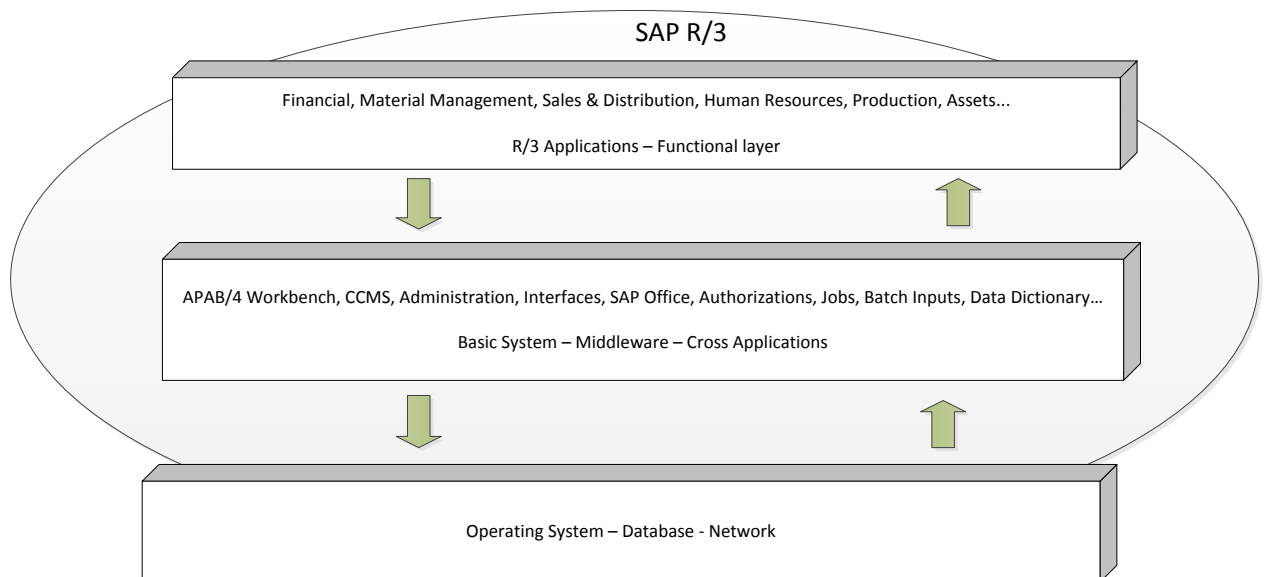 SAP R/3
Financial, Material Management, Sales & Distribution, Human Resources, Production, Assets...
R/3 Applications – Functional layer
APAB/4 Workbench, CCMS, Administration, Interfaces, SAP Office, Authorizations, Jobs, Batch Inputs, Data Dictionary…
Basic System – Middleware – Cross Applications
Operating System – Database - Network